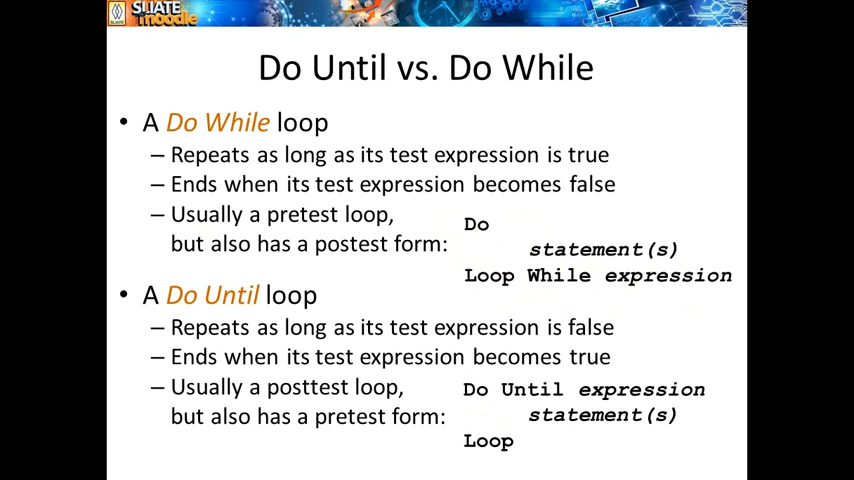 SLIATE
moodle
SLIATE
Do Until vs. Do While
• A Do While loop
– Repeats as long as its test expression is true
– Ends when its test expression becomes false
– Usually a pretest loop,
but also has a postest form:
Do
statement(s)
Loop While expression
• A Do Until loop
– Repeats as long as its test expression is false
– Ends when its test expression becomes true
– Usually a posttest loop,
but also has a pretest form:
Do Until expression
statement(s)
Loop